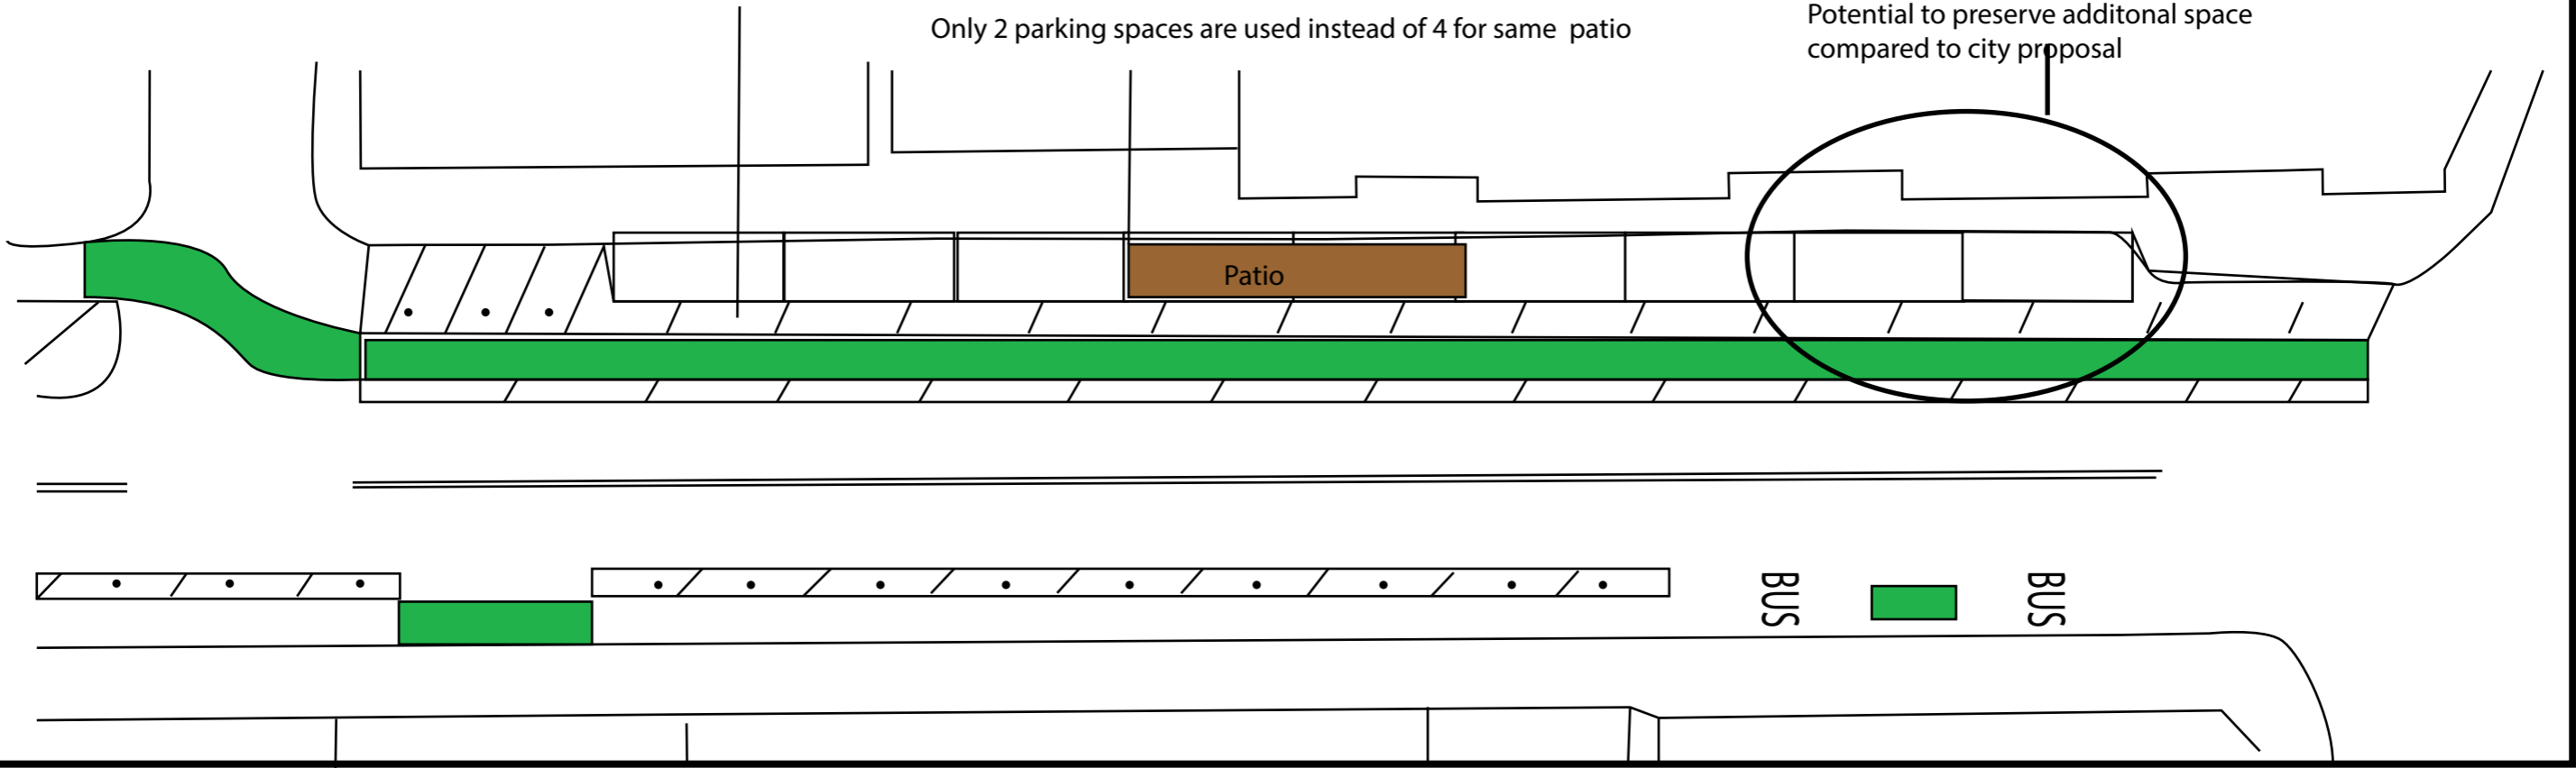 Only 2 parking spaces are used instead of 4 for same  patio
Potential to preserve additonal space
compared to city proposal
Patio
BUS
BUS